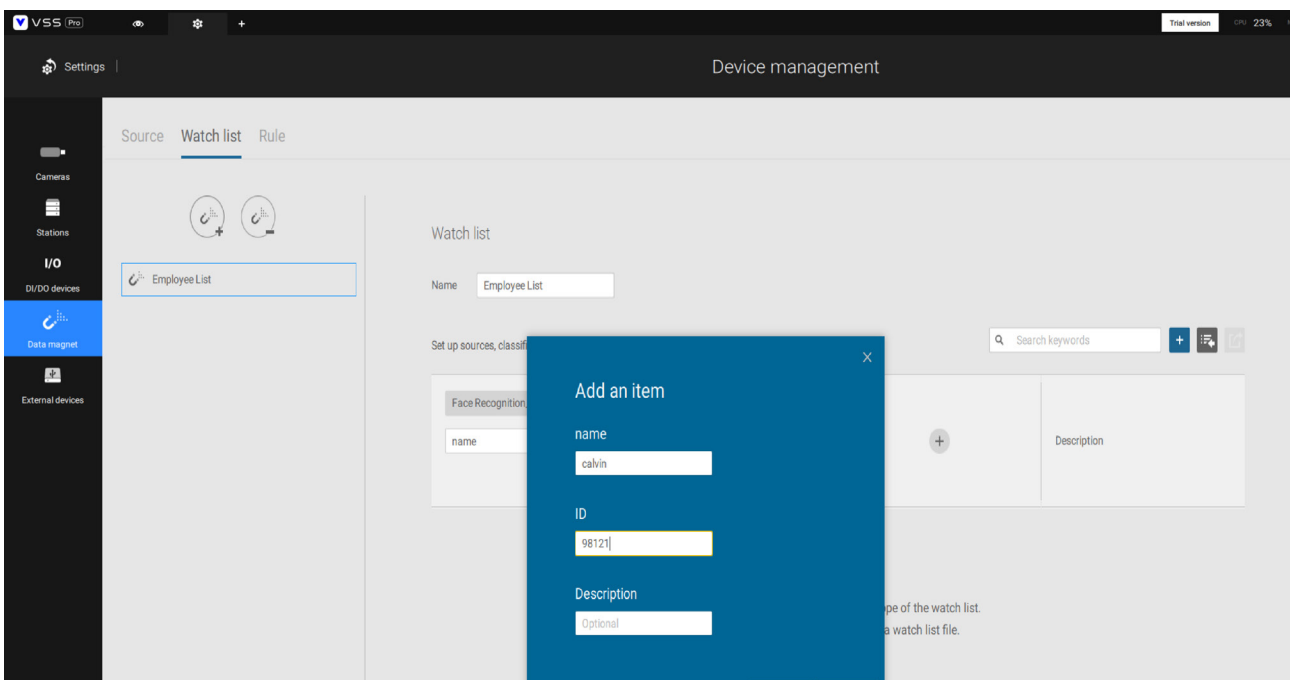 VSS Pro
+
Trial version CPU 23%
Settings
Device management
Source Watch list Rule
Cameras
Stations
I/O
DI/DO devices
Data magnet
External devices
Employee List
Watch list
Name Employee List
Set up sources, classifi
Search keywords
+
Face Recognition,
name
+
Description
X
Add an item
name
calvin
ID
98121
Description
Optional
ope of the watch list.
a watch list file.